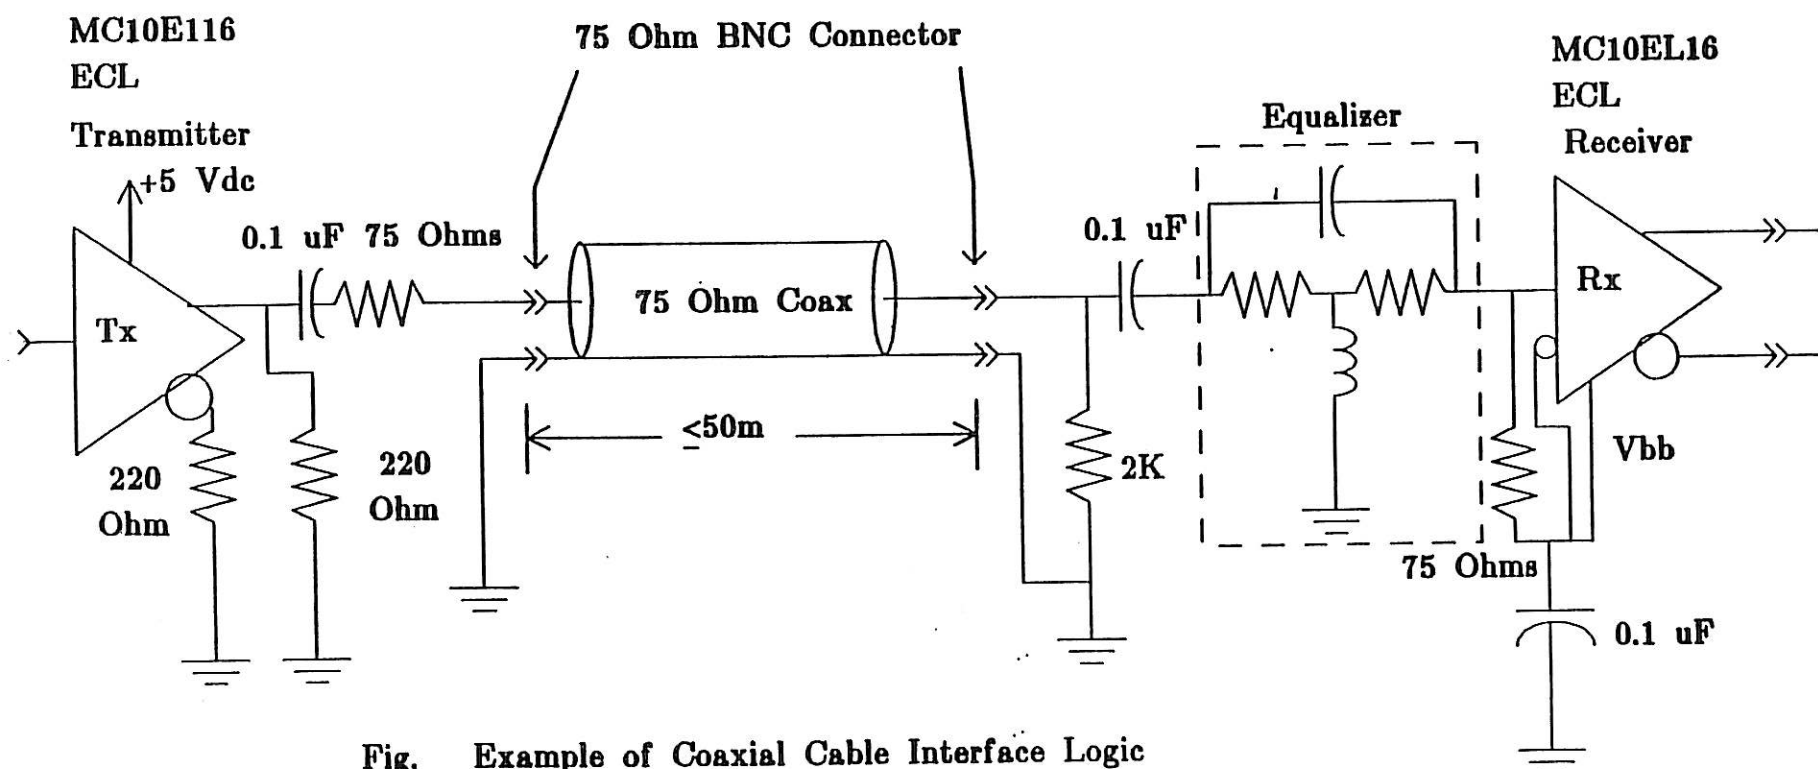 MC10E116
ECL
Transmitter
+5 Vdc
Tx
0.1 uF 75 Ohms
220
Ohm
220
Ohm
75 Ohm BNC Connector
75 Ohm Coax
≤50m
0.1 uF
2K
Equalizer
MC10EL16
ECL
Receiver
Rx
Vbb
75 Ohms
0.1 uF
Fig. Example of Coaxial Cable Interface Logic